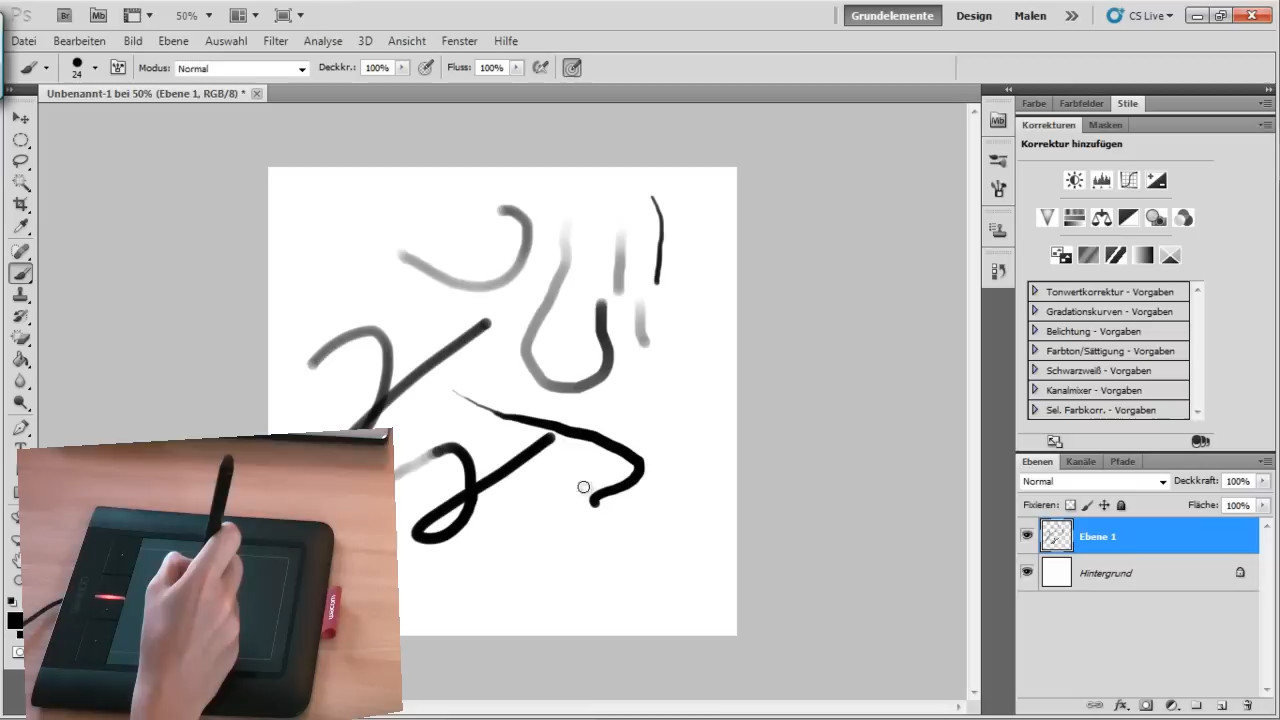 Ps Br Mb 50% Grundelemente Design Malen CS Live
Datei Bearbeiten Bild Ebene Auswahl Filter Analyse 3D Ansicht Fenster Hilfe
24 Modus: Normal Deckkr.: 100% Fluss: 100%
Unbenannt-1 bei 50% (Ebene 1, RGB/8) *
Mb
Farbe Farbfelder Stile
Korrekturen Masken
Korrektur hinzufügen
Tonwertkorrektur - Vorgaben
Gradationskurven - Vorgaben
Belichtung - Vorgaben
Farbton/Sättigung - Vorgaben
Schwarzweiß - Vorgaben
Kanalmixer - Vorgaben
Sel. Farbkorr. - Vorgaben
Ebenen Kanäle Pfade
Normal Deckkraft: 100%
Fixieren: Fläche: 100%
Ebene 1
Hintergrund
wacom